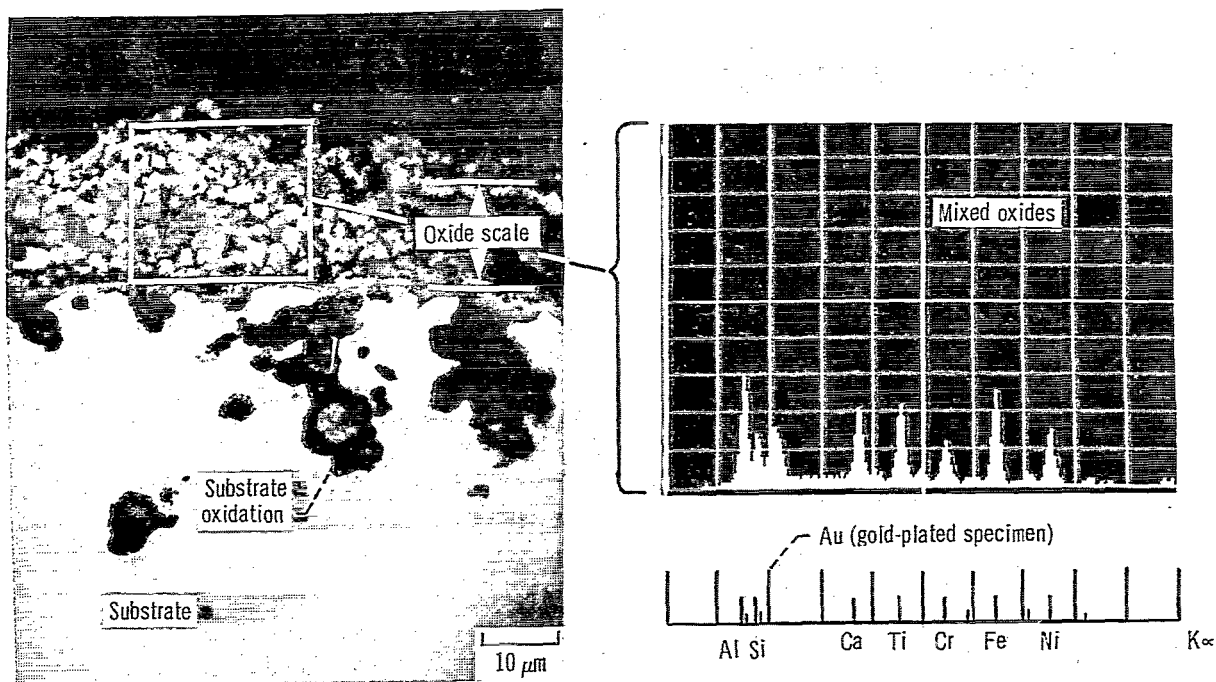 Oxide scale
Substrate
oxidation
Substrate
10 μm
Mixed oxides
Au (gold-plated specimen)
Al Si Ca Ti Cr Fe Ni K∝